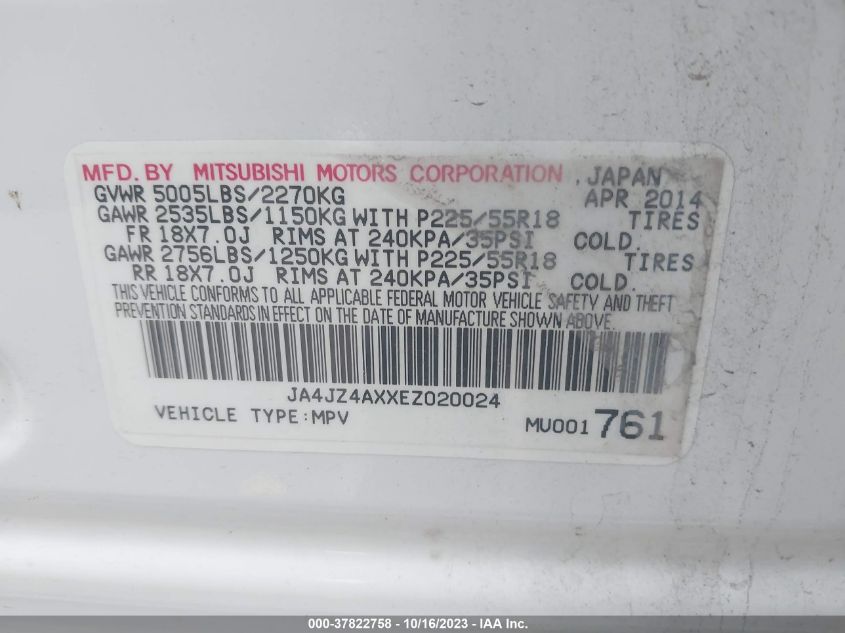 MFD. BY MITSUBISHI MOTORS CORPORATION , JAPAN
GVWR 5005LBS/2270KG APR 2014
GAWR 2535LBS/1150KG WITH P225/55R18 TIRES
FR 18X7.0J RIMS AT 240KPA/35PSI COLD.
GAWR 2756LBS/1250KG WITH P225/55R18 TIRES
RR 18X7.0J RIMS AT 240KPA/35PSI COLD.
THIS VEHICLE CONFORMS TO ALL APPLICABLE FEDERAL MOTOR VEHICLE SAFETY AND THEFT
PREVENTION STANDARDS IN EFFECT ON THE DATE OF MANUFACTURE SHOWN ABOVE.
JA4JZ4AXXEZ020024
VEHICLE TYPE:MPV MU001761
000-37822758 - 10/16/2023 - IAA Inc.